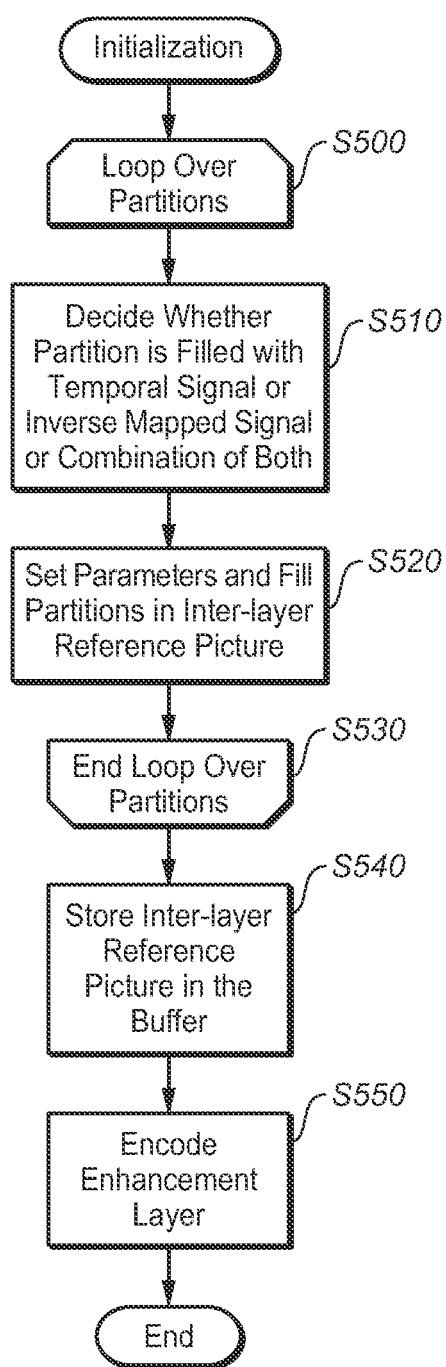 Initialization
Loop Over
Partitions
S500
Decide Whether
Partition is Filled with
Temporal Signal or
Inverse Mapped Signal
or Combination of Both
S510
Set Parameters and Fill
Partitions in Inter-layer
Reference Picture
S520
End Loop Over
Partitions
S530
Store Inter-layer
Reference
Picture in the
Buffer
S540
Encode
Enhancement
Layer
S550
End